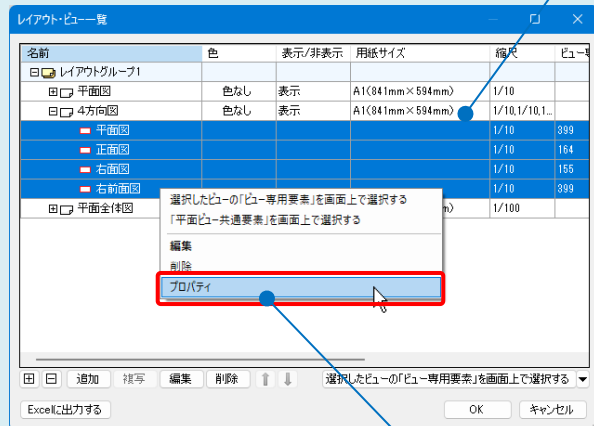 レイアウト・ビュー一覧
名前 色 表示/非表示 用紙サイズ 縮尺 ビュー
レイアウトグループ1
平面図 色なし 表示 A1(841mm×594mm) 1/10
4方向図 色なし 表示 A1(841mm×594mm) 1/10,1/10,1...
平面図 1/10 399
正面図 1/10 164
右面図 1/10 155
右前面図 1/10 399
平面全体図 1/100
選択したビューの「ビュー専用要素」を画面上で選択する
「平面ビュー共通要素」を画面上で選択する
編集
削除
プロパティ
追加 複写 編集 削除 選択したビューの「ビュー専用要素」を画面上で選択する
Excelに出力する OK キャンセル